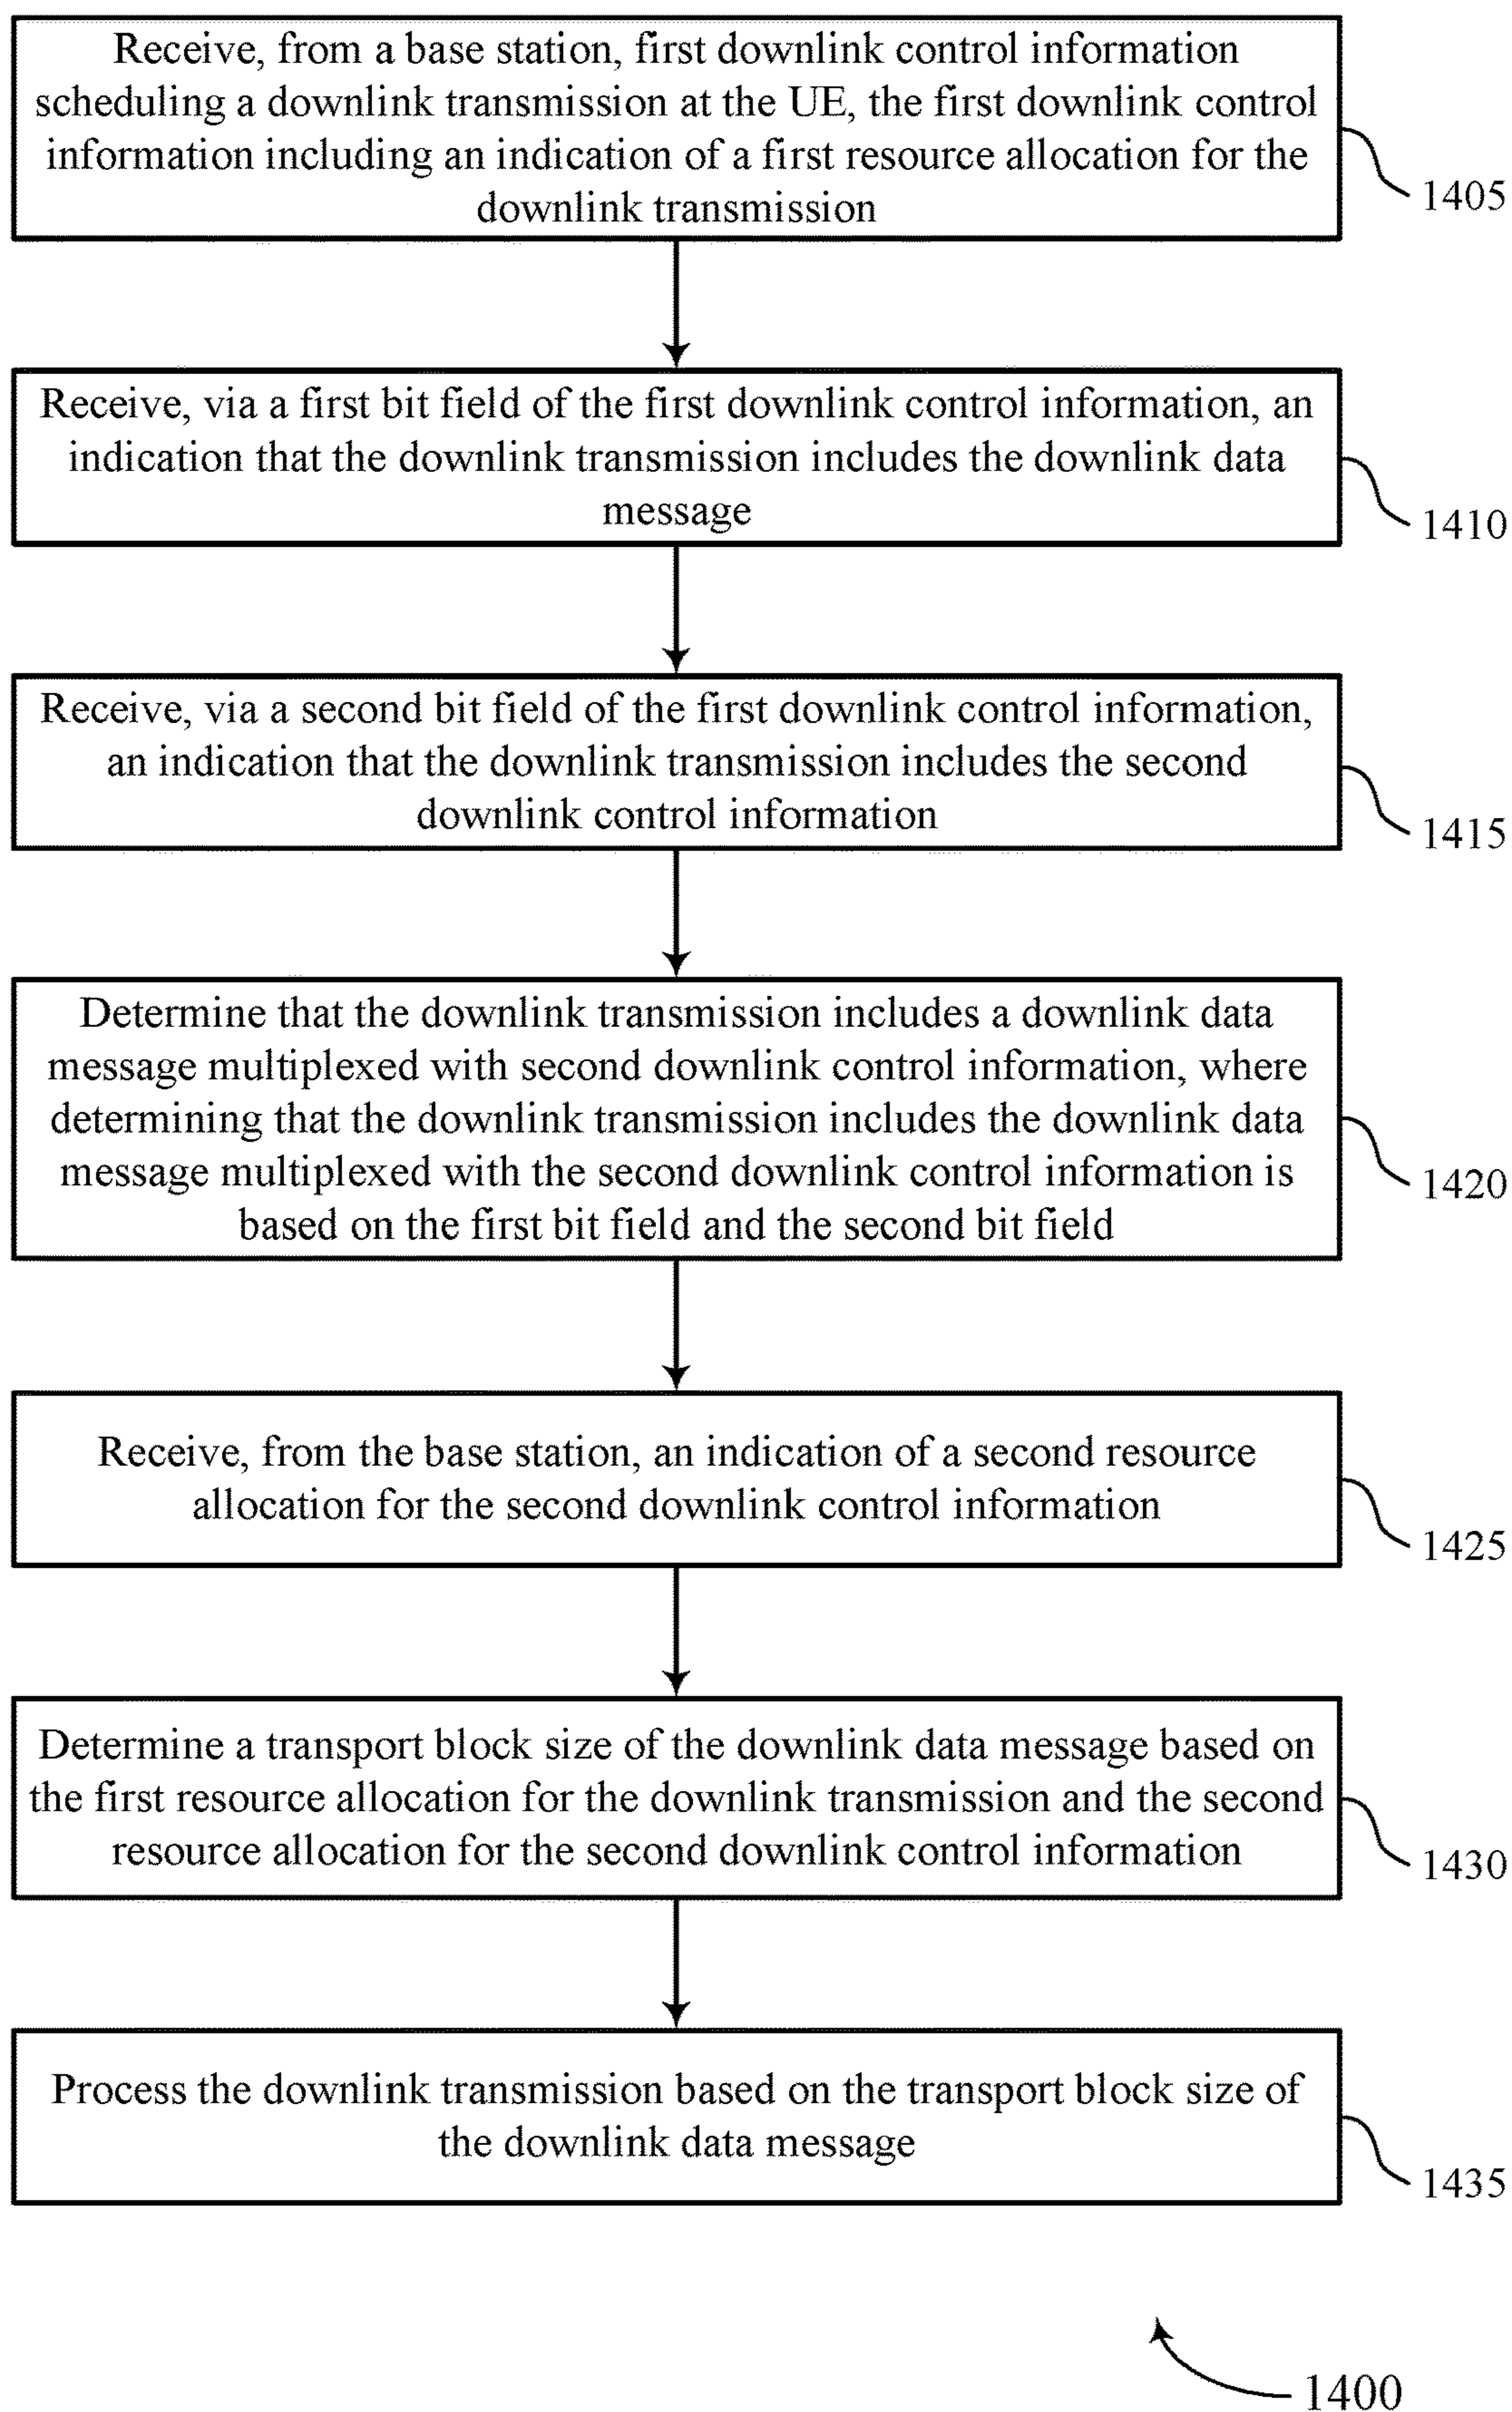 Receive, from a base station, first downlink control information
scheduling a downlink transmission at the UE, the first downlink control
information including an indication of a first resource allocation for the
downlink transmission
1405
Receive, via a first bit field of the first downlink control information, an
indication that the downlink transmission includes the downlink data
message
1410
Receive, via a second bit field of the first downlink control information,
an indication that the downlink transmission includes the second
downlink control information
1415
Determine that the downlink transmission includes a downlink data
message multiplexed with second downlink control information, where
determining that the downlink transmission includes the downlink data
message multiplexed with the second downlink control information is
based on the first bit field and the second bit field
1420
Receive, from the base station, an indication of a second resource
allocation for the second downlink control information
1425
Determine a transport block size of the downlink data message based on
the first resource allocation for the downlink transmission and the second
resource allocation for the second downlink control information
1430
Process the downlink transmission based on the transport block size of
the downlink data message
1435
1400